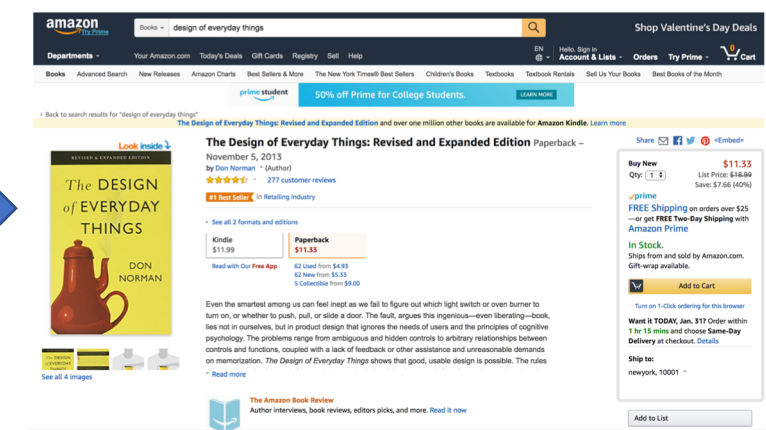 amazon
Try Prime
Books
design of everyday things
Shop Valentine's Day Deals
Departments
Your Amazon.com Today's Deals Gift Cards Registry Sell Help
EN
Hello. Sign in
Account & Lists
Orders
Try Prime
0
Cart
Books Advanced Search New Releases Amazon Charts Best Sellers & More The New York Times® Best Sellers Children's Books Textbooks Textbook Rentals Sell Us Your Books Best Books of the Month
prime student
50% off Prime for College Students.
LEARN MORE
‹ Back to search results for "design of everyday things"
The Design of Everyday Things: Revised and Expanded Edition and over one million other books are available for Amazon Kindle. Learn more
Look inside
REVISED & EXPANDED EDITION
The DESIGN
of EVERYDAY
THINGS
DON
NORMAN
See all 4 images
The Design of Everyday Things: Revised and Expanded Edition Paperback –
November 5, 2013
by Don Norman (Author)
277 customer reviews
#1 Best Seller in Retailing Industry
See all 2 formats and editions
Kindle
$11.99
Paperback
$11.33
Read with Our Free App
62 Used from $4.93
62 New from $5.33
5 Collectible from $9.00
Even the smartest among us can feel inept as we fail to figure out which light switch or oven burner to
turn on, or whether to push, pull, or slide a door. The fault, argues this ingenious—even liberating—book,
lies not in ourselves, but in product design that ignores the needs of users and the principles of cognitive
psychology. The problems range from ambiguous and hidden controls to arbitrary relationships between
controls and functions, coupled with a lack of feedback or other assistance and unreasonable demands
on memorization. The Design of Everyday Things shows that good, usable design is possible. The rules
Read more
The Amazon Book Review
Author interviews, book reviews, editors picks, and more. Read it now
Share <Embed>
Buy New $11.33
Qty: 1 List Price: $18.99
Save: $7.66 (40%)
prime
FREE Shipping on orders over $25
—or get FREE Two-Day Shipping with
Amazon Prime
In Stock.
Ships from and sold by Amazon.com.
Gift-wrap available.
Add to Cart
Turn on 1-Click ordering for this browser
Want it TODAY, Jan. 31? Order within
1 hr 15 mins and choose Same-Day
Delivery at checkout. Details
Ship to:
newyork, 10001
Add to List